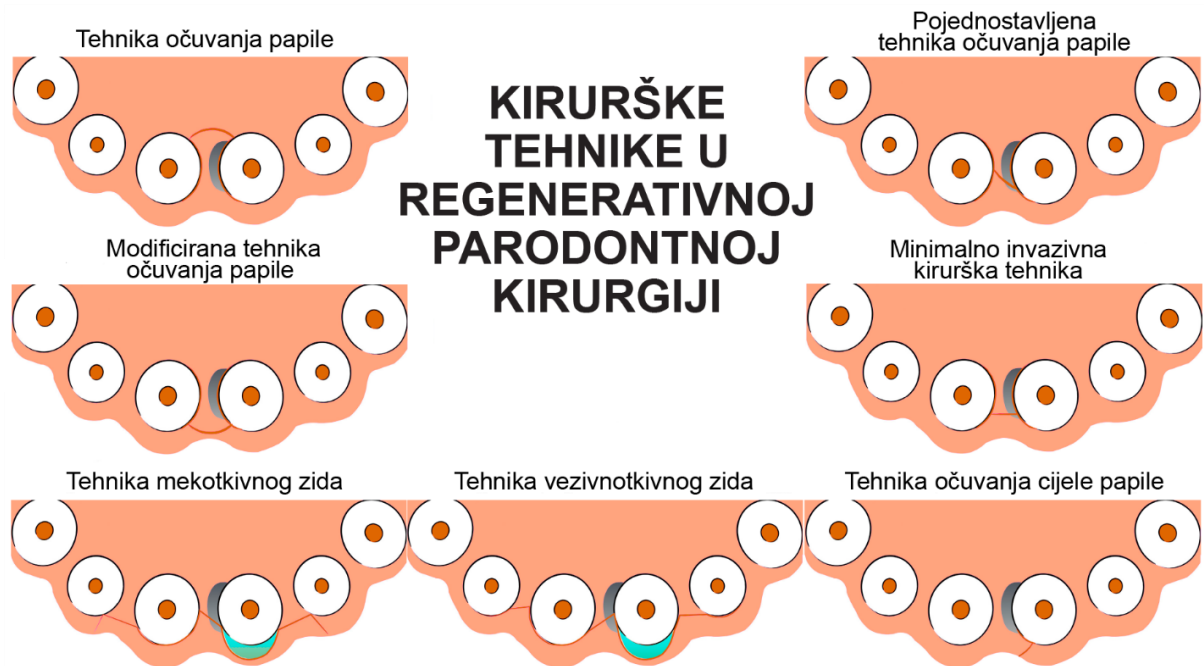 Tehnika očuvanja papile
Pojednostavljena
tehnika očuvanja papile
KIRURŠKE
TEHNIKE U
REGENERATIVNOJ
PARODONTNOJ
KIRURGIJI
Modificirana tehnika
očuvanja papile
Minimalno invazivna
kirurška tehnika
Tehnika mekotkivnog zida
Tehnika vezivnotkivnog zida
Tehnika očuvanja cijele papile